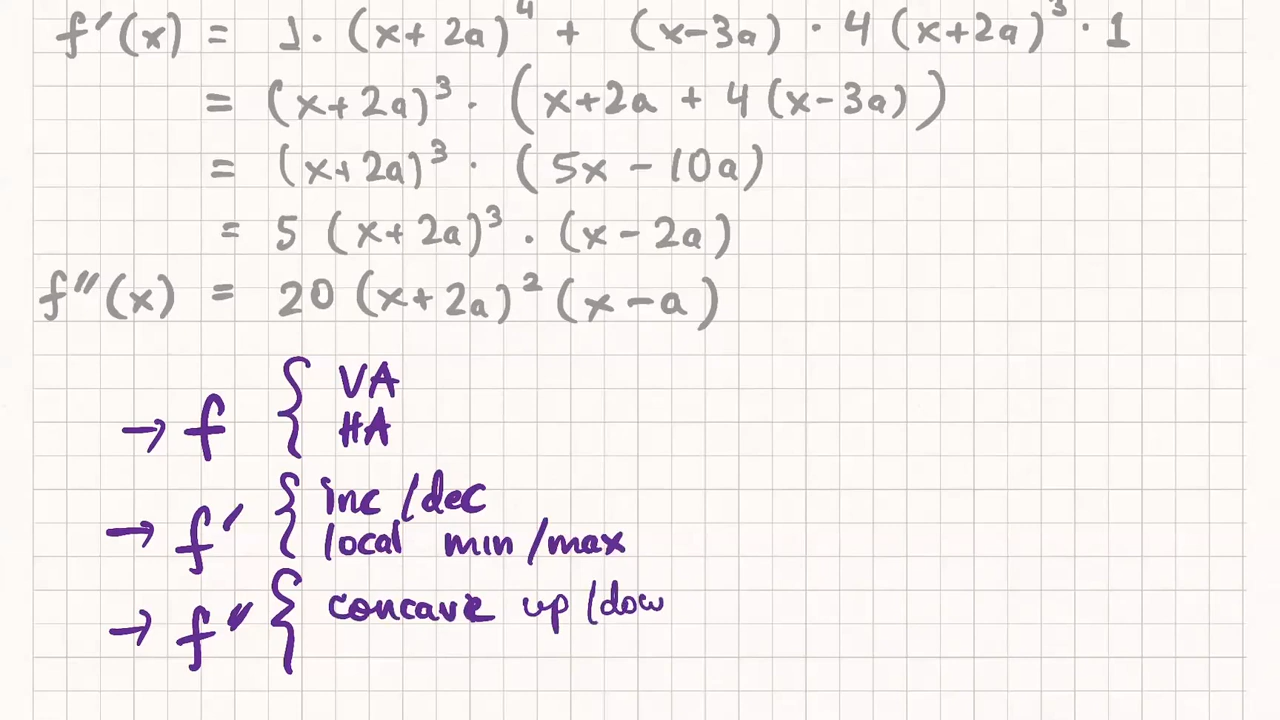 f'(x) = 1 · (x + 2a)^4 + (x-3a) · 4 (x+2a)^3 · 1
= (x+2a)^3 · (x+2a + 4 (x-3a))
= (x+2a)^3 · (5x - 10a)
= 5 (x+2a)^3 · (x - 2a)
f''(x) = 20 (x+2a)^2 (x-a)
→ f { VA
HA
→ f' { inc /dec
local min /max
→ f'' { concave up /dow